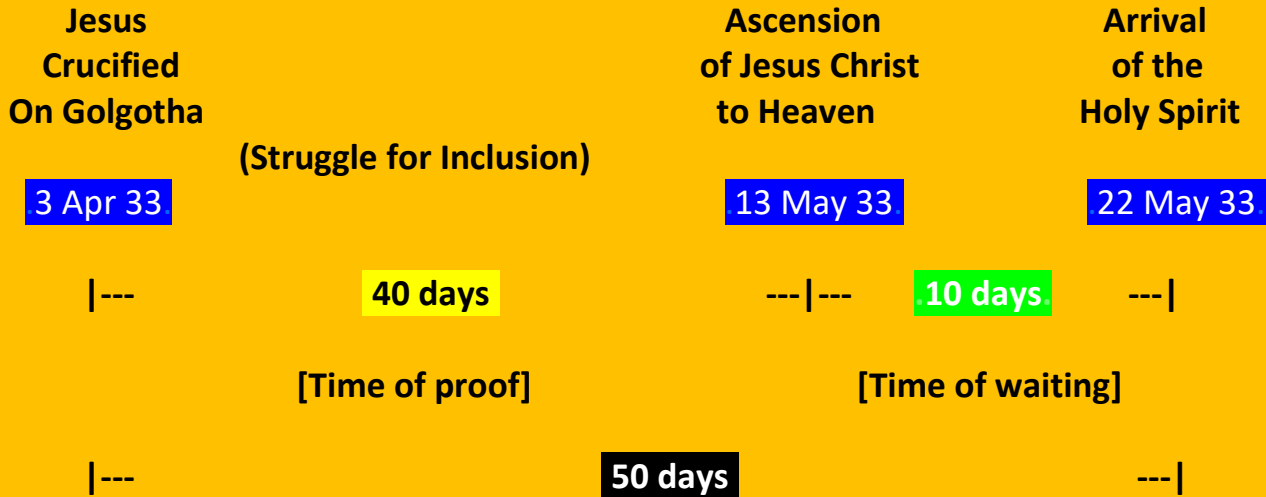 Jesus Ascension Arrival
Crucified of Jesus Christ of the
On Golgotha to Heaven Holy Spirit
(Struggle for Inclusion)
.3 Apr 33. .13 May 33. .22 May 33.
|--- 40 days ---|--- .10 days. ---|
[Time of proof] [Time of waiting]
|--- 50 days ---|